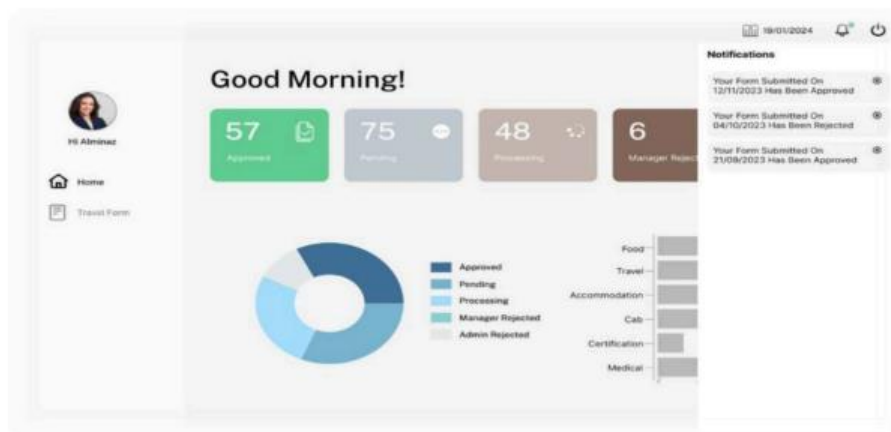 19/01/2024
Notifications
Your Form Submitted On
12/11/2023 Has Been Approved
Your Form Submitted On
04/10/2023 Has Been Rejected
Your Form Submitted On
21/09/2023 Has Been Approved
Hi Alminaz
Home
Travel Form
Good Morning!
57
Approved
75
Pending
48
Processing
6
Manager Reject
Approved
Pending
Processing
Manager Rejected
Admin Rejected
Food
Travel
Accommodation
Cab
Certification
Medical